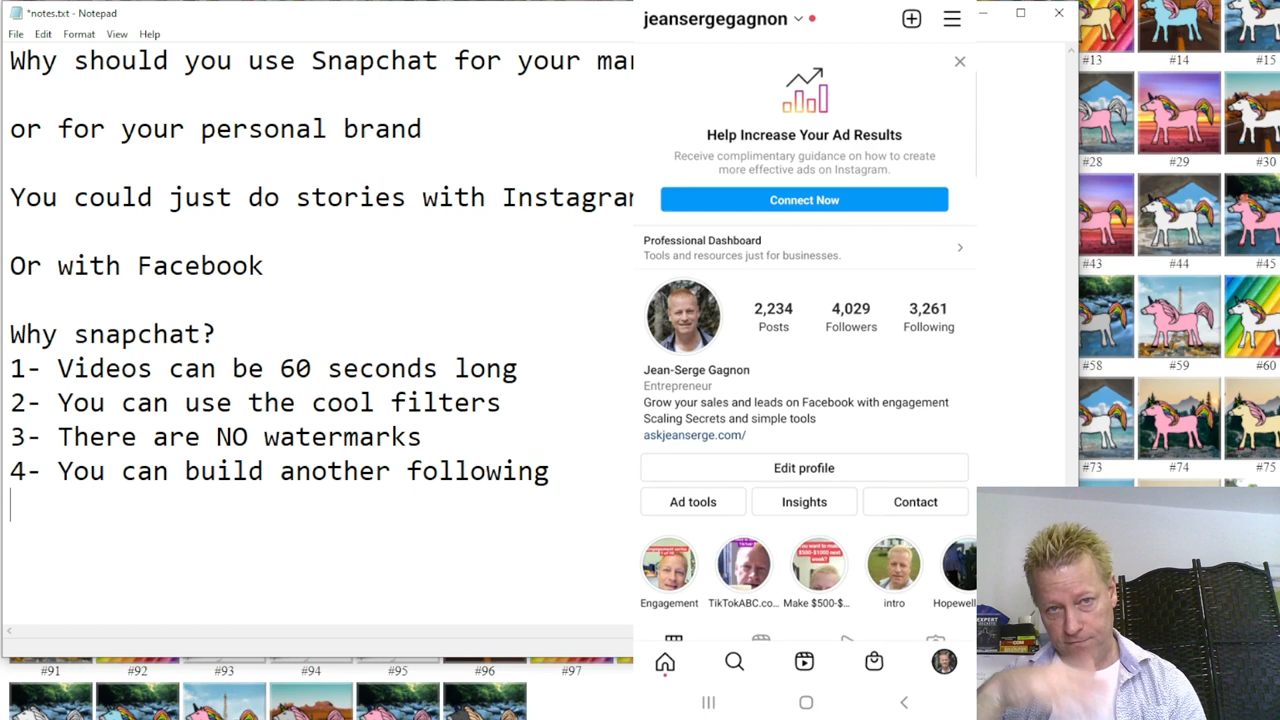 *notes.txt - Notepad
File Edit Format View Help
Why should you use Snapchat for your
or for your personal brand
You could just do stories with Instagram
Or with Facebook
Why snapchat?
1- Videos can be 60 seconds long
2- You can use the cool filters
3- There are NO watermarks
4- You can build another following
jeansergegagnon
Help Increase Your Ad Results
Receive complimentary guidance on how to create
more effective ads on Instagram.
Connect Now
Professional Dashboard
Tools and resources just for businesses.
2,234 4,029 3,261
Posts Followers Following
Jean-Serge Gagnon
Entrepreneur
Grow your sales and leads on Facebook with engagement
Scaling Secrets and simple tools
askjeanserge.com/
Edit profile
Ad tools Insights Contact
Engagement TikTokABC.co... Make $500-$... intro Hopewell
#13 #14 #15
#28 #29 #30
#43 #44 #45
#58 #59 #60
#73 #74 #75
#91 #92 #93 #94 #95 #96 #97
EXPERT
SECRETS